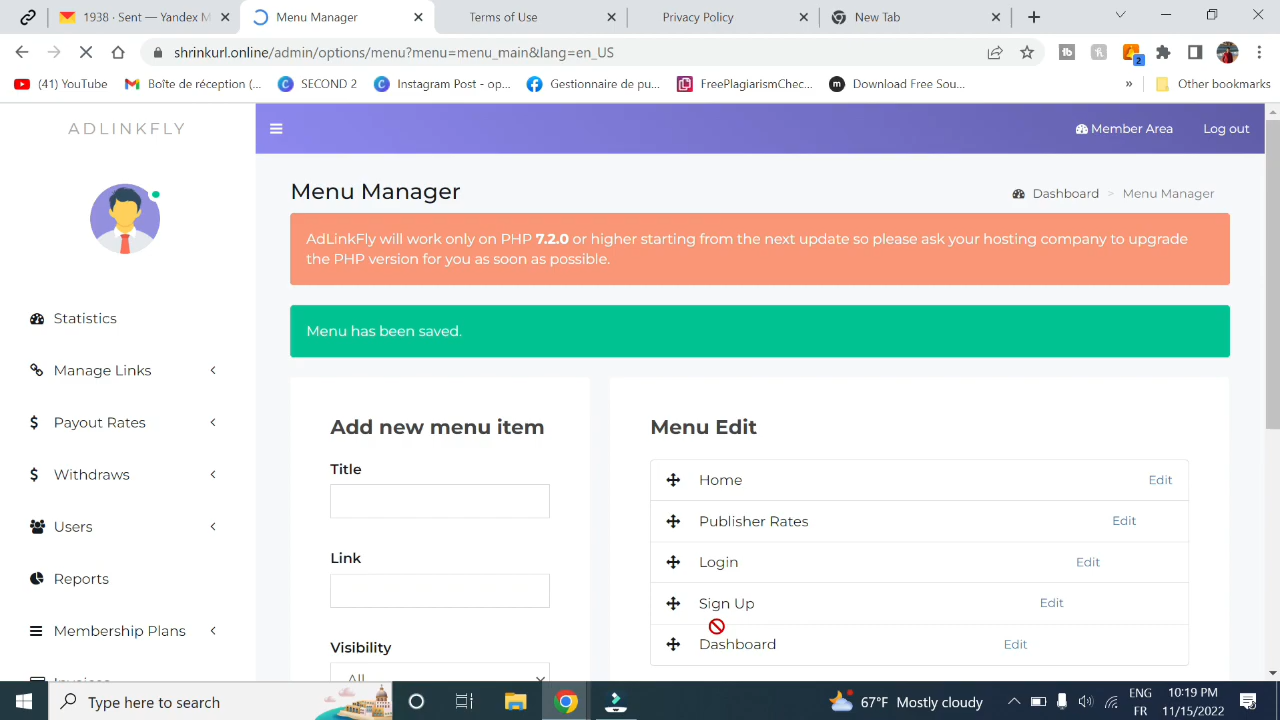 1938 · Sent — Yandex M
Menu Manager
Terms of Use
Privacy Policy
New Tab
shrinkurl.online/admin/options/menu?menu=menu_main&lang=en_US
2
(41) YouTube
Boîte de réception (...
SECOND 2
Instagram Post - op...
Gestionnaire de pu...
FreePlagiarismChec...
Download Free Sou...
»
Other bookmarks
ADLINKFLY
Member Area
Log out
Menu Manager
Dashboard > Menu Manager
AdLinkFly will work only on PHP 7.2.0 or higher starting from the next update so please ask your hosting company to upgrade
the PHP version for you as soon as possible.
Menu has been saved.
Statistics
Manage Links
Payout Rates
Withdraws
Users
Reports
Membership Plans
Invoices
Add new menu item
Title
Link
Visibility
All
Menu Edit
Home Edit
Publisher Rates Edit
Login Edit
Sign Up Edit
Dashboard Edit
Type here to search
67°F Mostly cloudy
ENG
FR
10:19 PM
11/15/2022